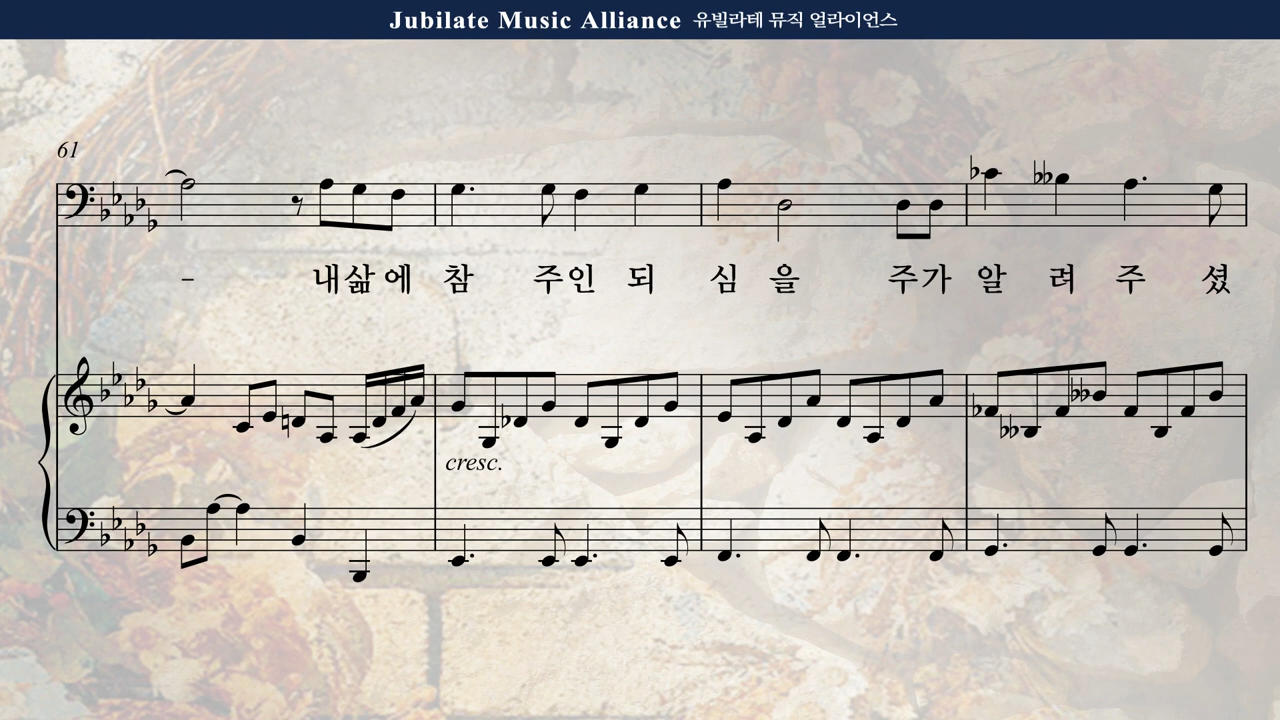 Jubilate Music Alliance 유빌라테 뮤직 얼라이언스
61
- 내삶에 참 주인 되 심 을 주가 알 려 주 셨
cresc.